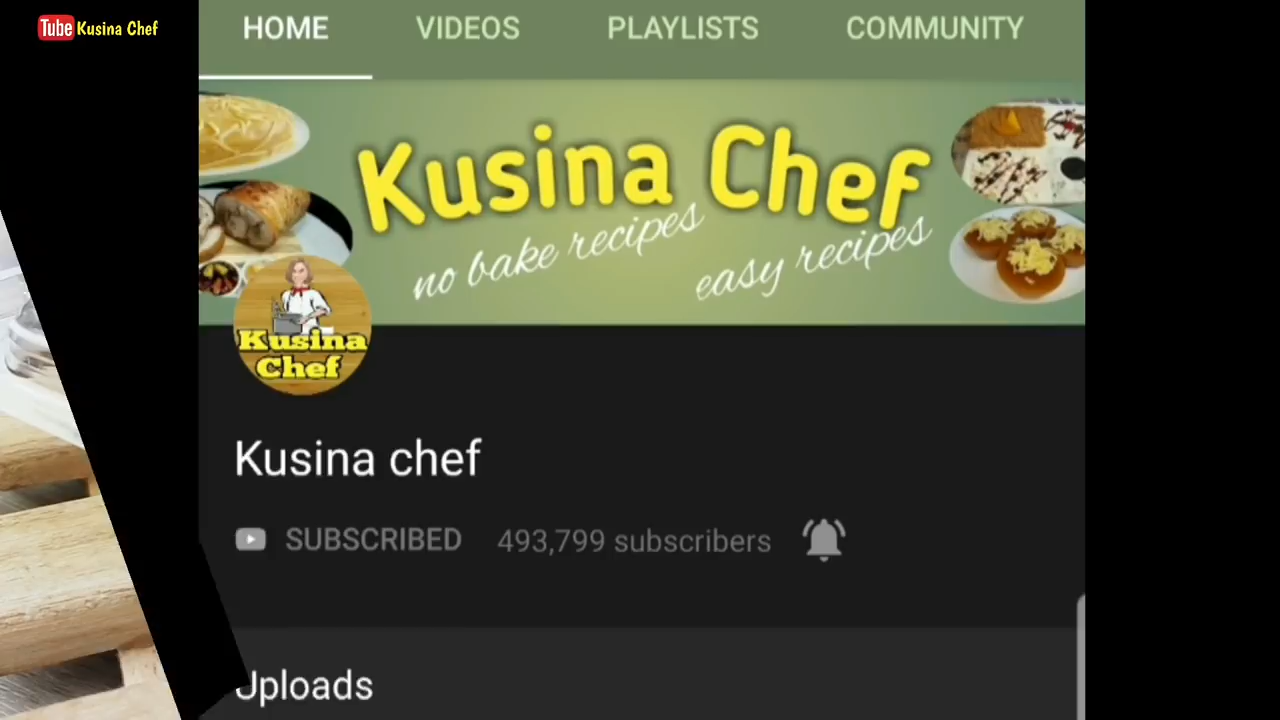 Tube Kusina Chef
HOME VIDEOS PLAYLISTS COMMUNITY
Kusina Chef
no bake recipes
easy recipes
Kusina
Chef
Kusina chef
SUBSCRIBED 493,799 subscribers
Uploads